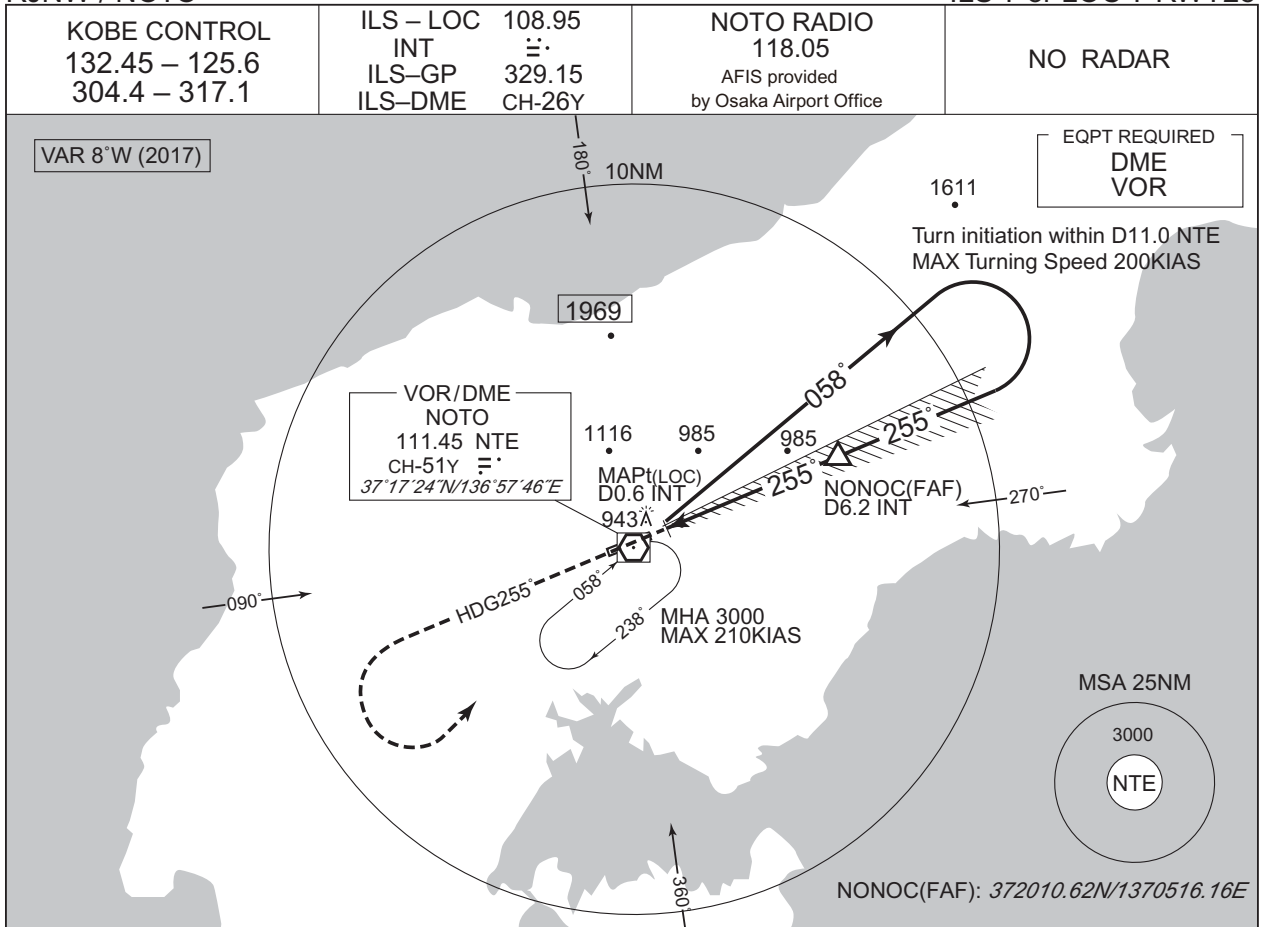 KOBE CONTROL
132.45 – 125.6
304.4 – 317.1
ILS – LOC 108.95
INT
ILS–GP 329.15
ILS–DME CH-26Y
NOTO RADIO
118.05
AFIS provided
by Osaka Airport Office
NO RADAR
VAR 8˚W (2017)
180˚
10NM
EQPT REQUIRED
DME
VOR
1611
Turn initiation within D11.0 NTE
MAX Turning Speed 200KIAS
1969
058˚
VOR/DME
NOTO
111.45 NTE
CH-51Y
37˚17´24˝N/136˚57´46˝E
1116
985
985
255˚
255˚
MAPt(LOC)
D0.6 INT
NONOC(FAF)
D6.2 INT
270˚
943
090˚
HDG255˚
058˚
238˚
MHA 3000
MAX 210KIAS
MSA 25NM
3000
NTE
360˚
NONOC(FAF): 372010.62N/1370516.16E